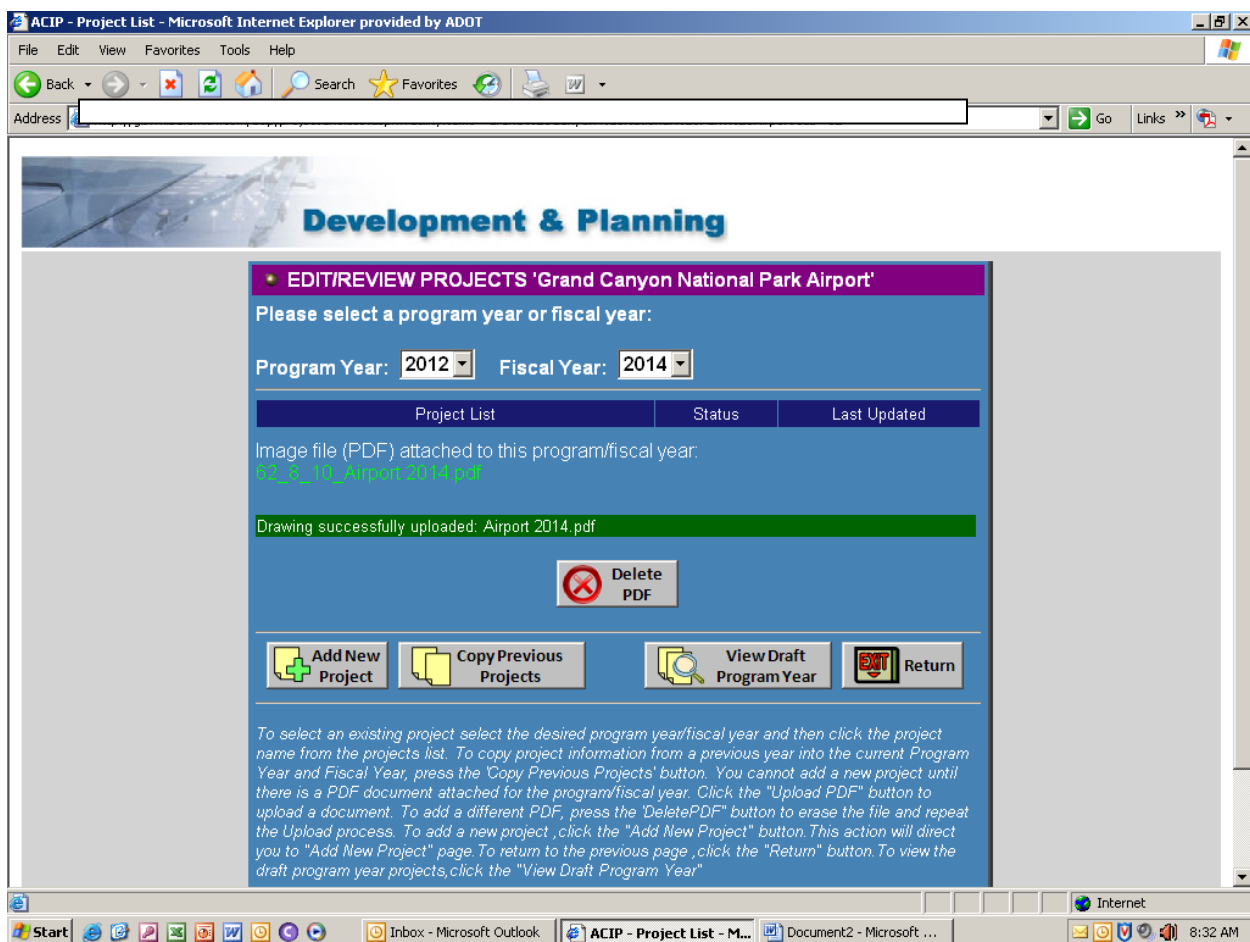 ACIP - Project List - Microsoft Internet Explorer provided by ADOT
File Edit View Favorites Tools Help
Back Search Favorites
Address Go Links »
Development & Planning
EDIT/REVIEW PROJECTS 'Grand Canyon National Park Airport'
Please select a program year or fiscal year:
Program Year: 2012 Fiscal Year: 2014
Project List Status Last Updated
Image file (PDF) attached to this program/fiscal year:
62_8_10_Airport 2014.pdf
Drawing successfully uploaded: Airport 2014.pdf
Delete
PDF
Add New
Project
Copy Previous
Projects
View Draft
Program Year
EXIT Return
To select an existing project select the desired program year/fiscal year and then click the project
name from the projects list. To copy project information from a previous year into the current Program
Year and Fiscal Year, press the 'Copy Previous Projects' button. You cannot add a new project until
there is a PDF document attached for the program/fiscal year. Click the "Upload PDF" button to
upload a document. To add a different PDF, press the 'DeletePDF" button to erase the file and repeat
the Upload process. To add a new project ,click the "Add New Project" button.This action will direct
you to "Add New Project" page.To return to the previous page ,click the "Return" button.To view the
draft program year projects,click the "View Draft Program Year"
Internet
Start Inbox - Microsoft Outlook ACIP - Project List - M... Document2 - Microsoft ... 8:32 AM